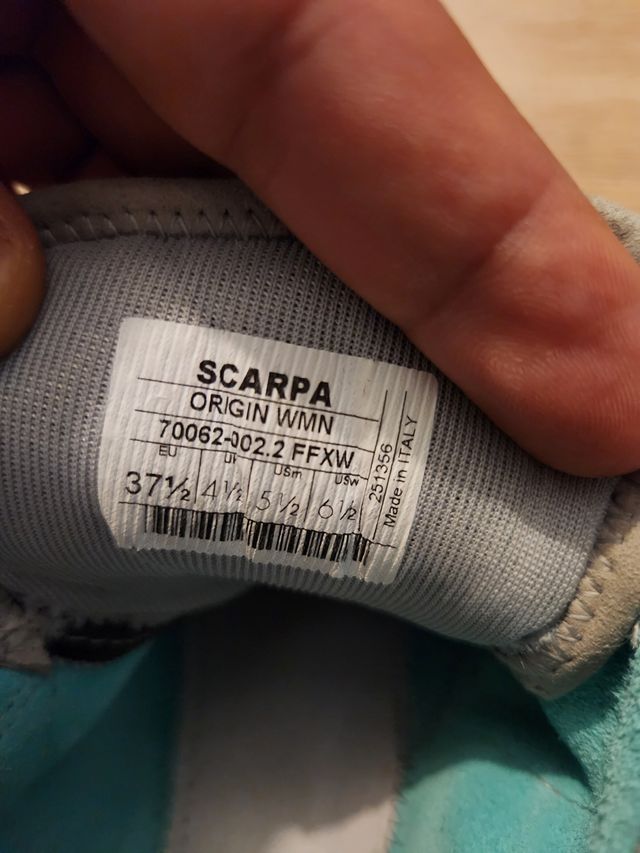 SCARPA
ORIGIN WMN
70062-002.2 FFXW
EU UK USm USw
37½ 4½ 5½ 6½
251356
Made in ITALY